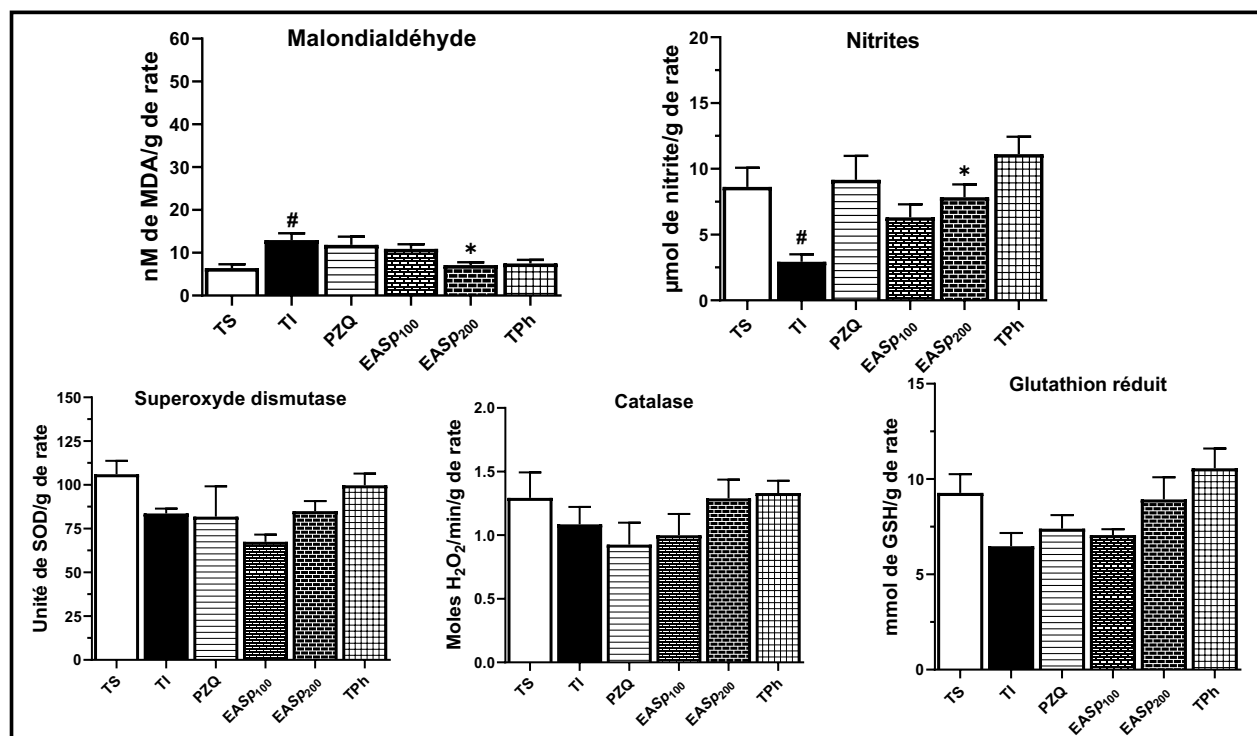 Malondialdéhyde
nM de MDA/g de rate
60
50
40
30
20
10
0
#
*
TS
TI
PZQ
EASp100
EASp200
TPh
Nitrites
µmol de nitrite/g de rate
20
15
10
5
0
#
*
TS
TI
PZQ
EASp100
EASp200
TPh
Superoxyde dismutase
Unité de SOD/g de rate
150
125
100
75
50
25
0
TS
TI
PZQ
EASp100
EASp200
TPh
Catalase
Moles H2O2/min/g de rate
2.0
1.5
1.0
0.5
0.0
TS
TI
PZQ
EASp100
EASp200
TPh
Glutathion réduit
mmol de GSH/g de rate
15
10
5
0
TS
TI
PZQ
EASp100
EASp200
TPh